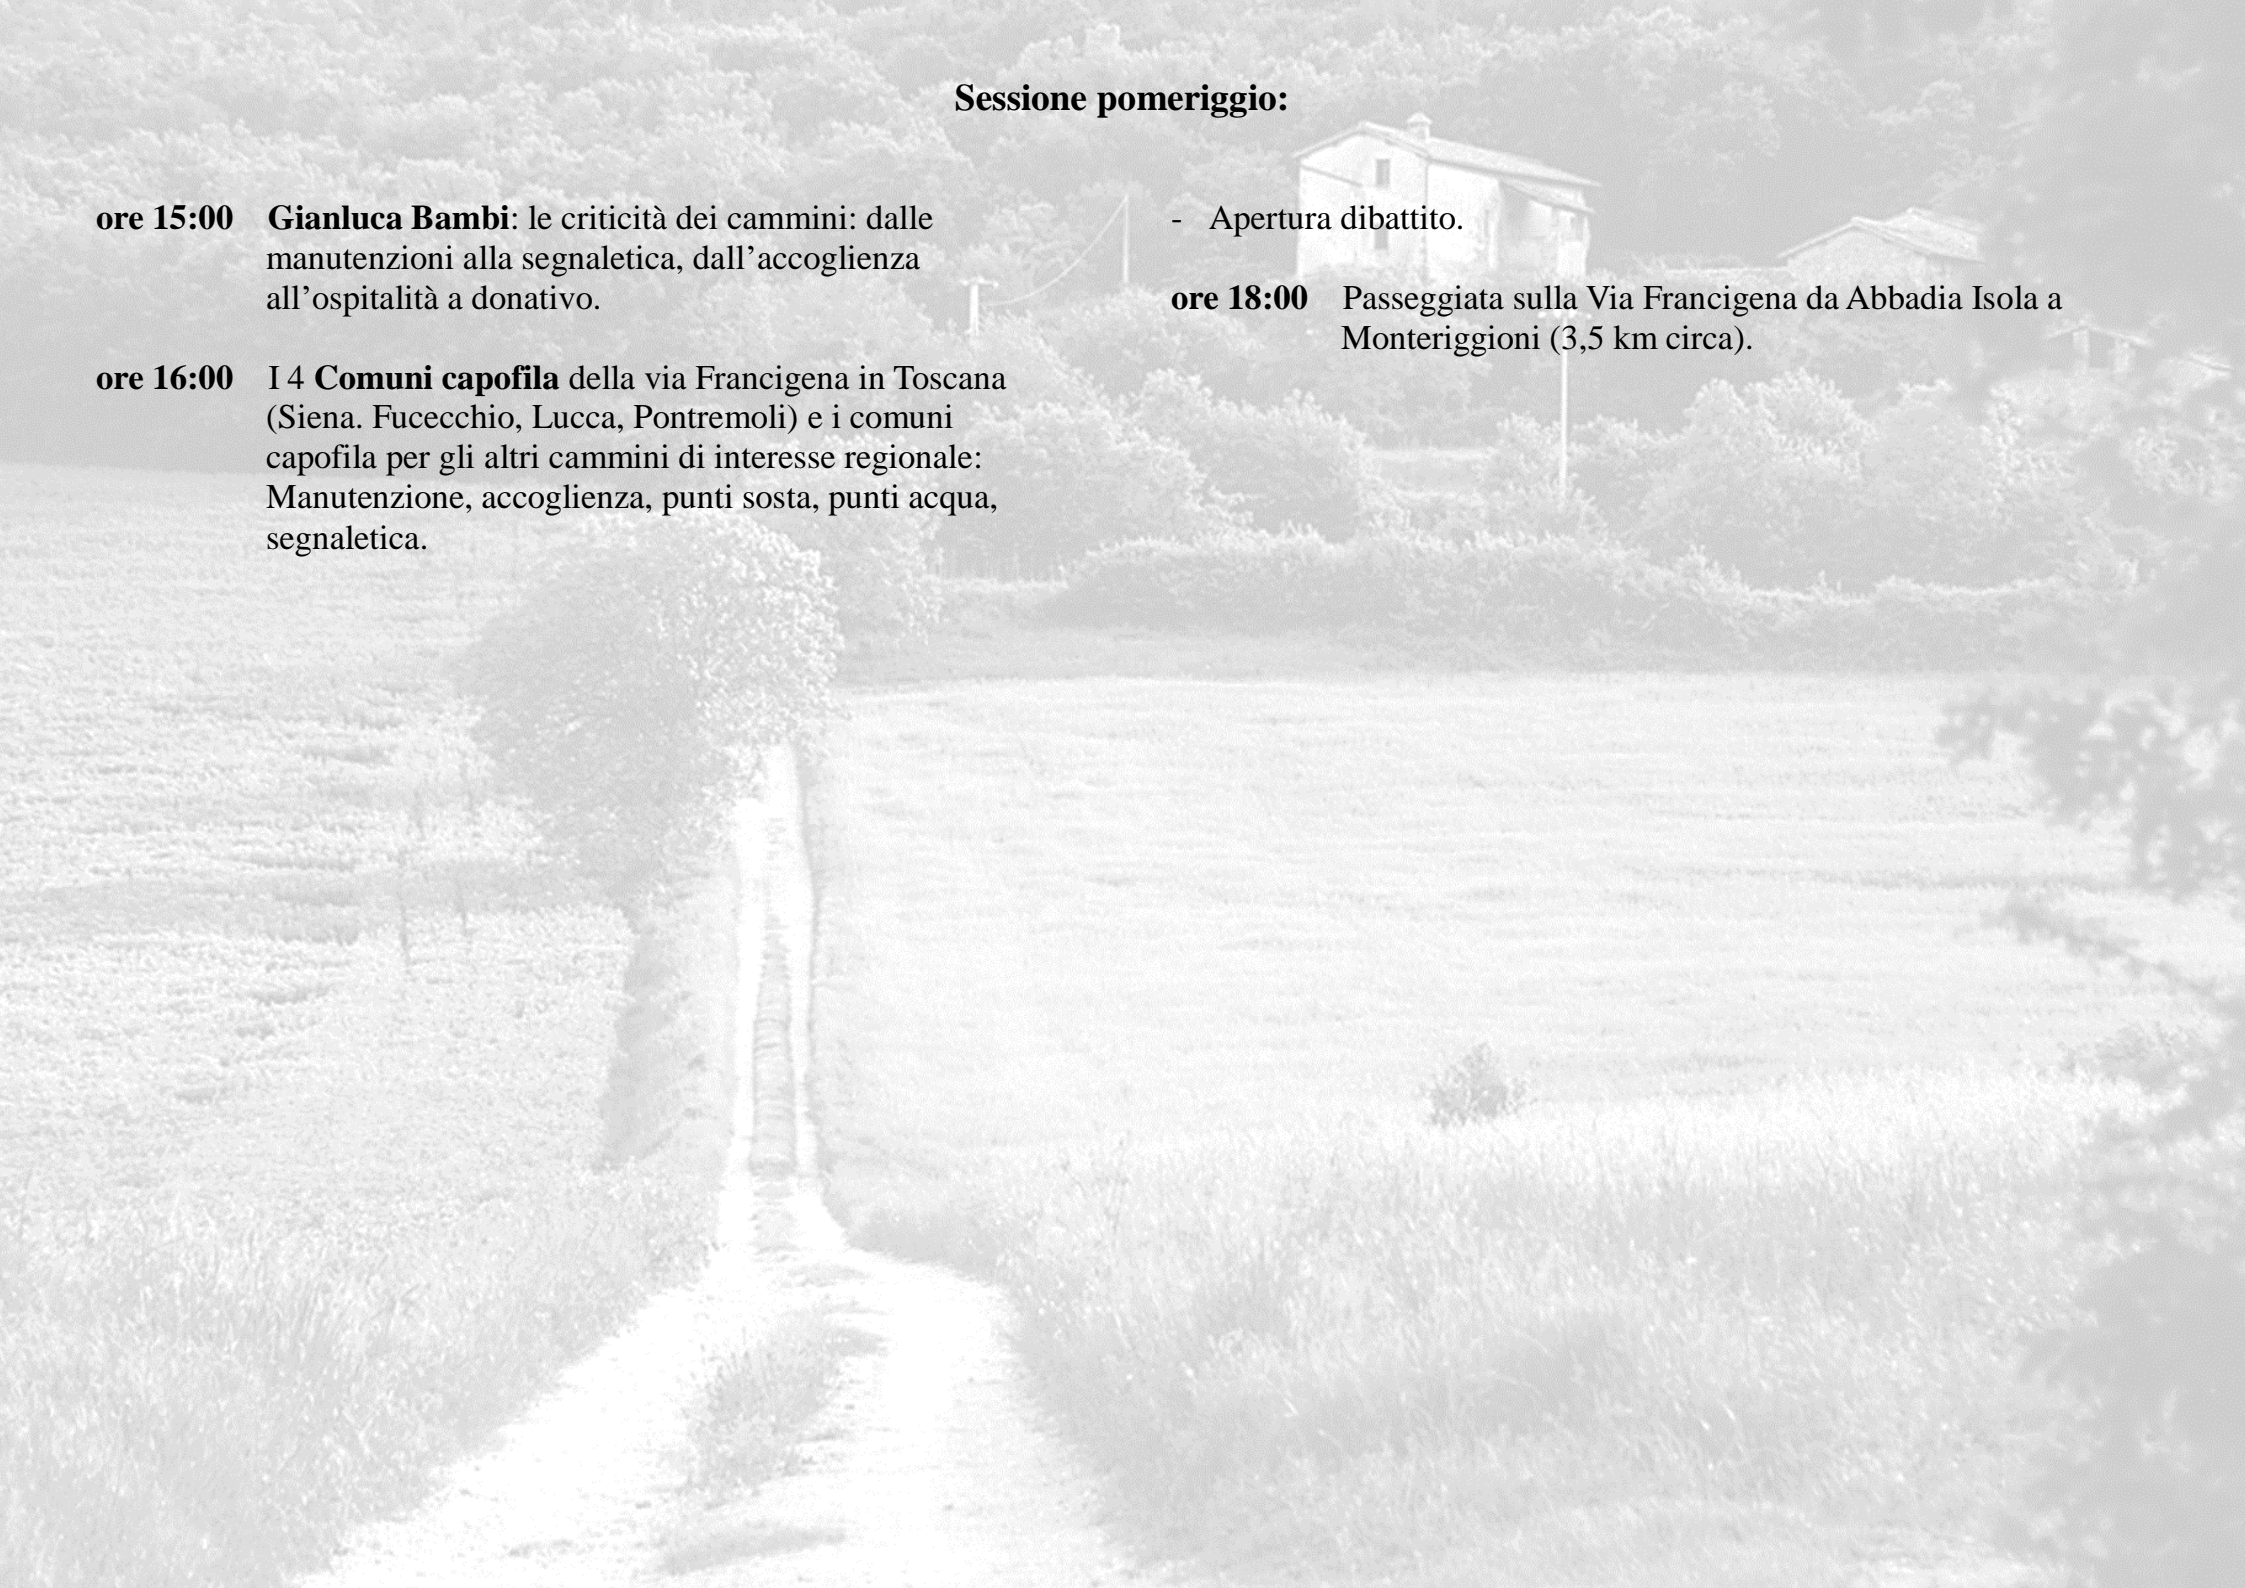 Sessione pomeriggio:
ore 15:00 Gianluca Bambi: le criticità dei cammini: dalle
manutenzioni alla segnaletica, dall’accoglienza
all’ospitalità a donativo.
ore 16:00 I 4 Comuni capofila della via Francigena in Toscana
(Siena. Fucecchio, Lucca, Pontremoli) e i comuni
capofila per gli altri cammini di interesse regionale:
Manutenzione, accoglienza, punti sosta, punti acqua,
segnaletica.
- Apertura dibattito.
ore 18:00 Passeggiata sulla Via Francigena da Abbadia Isola a
Monteriggioni (3,5 km circa).